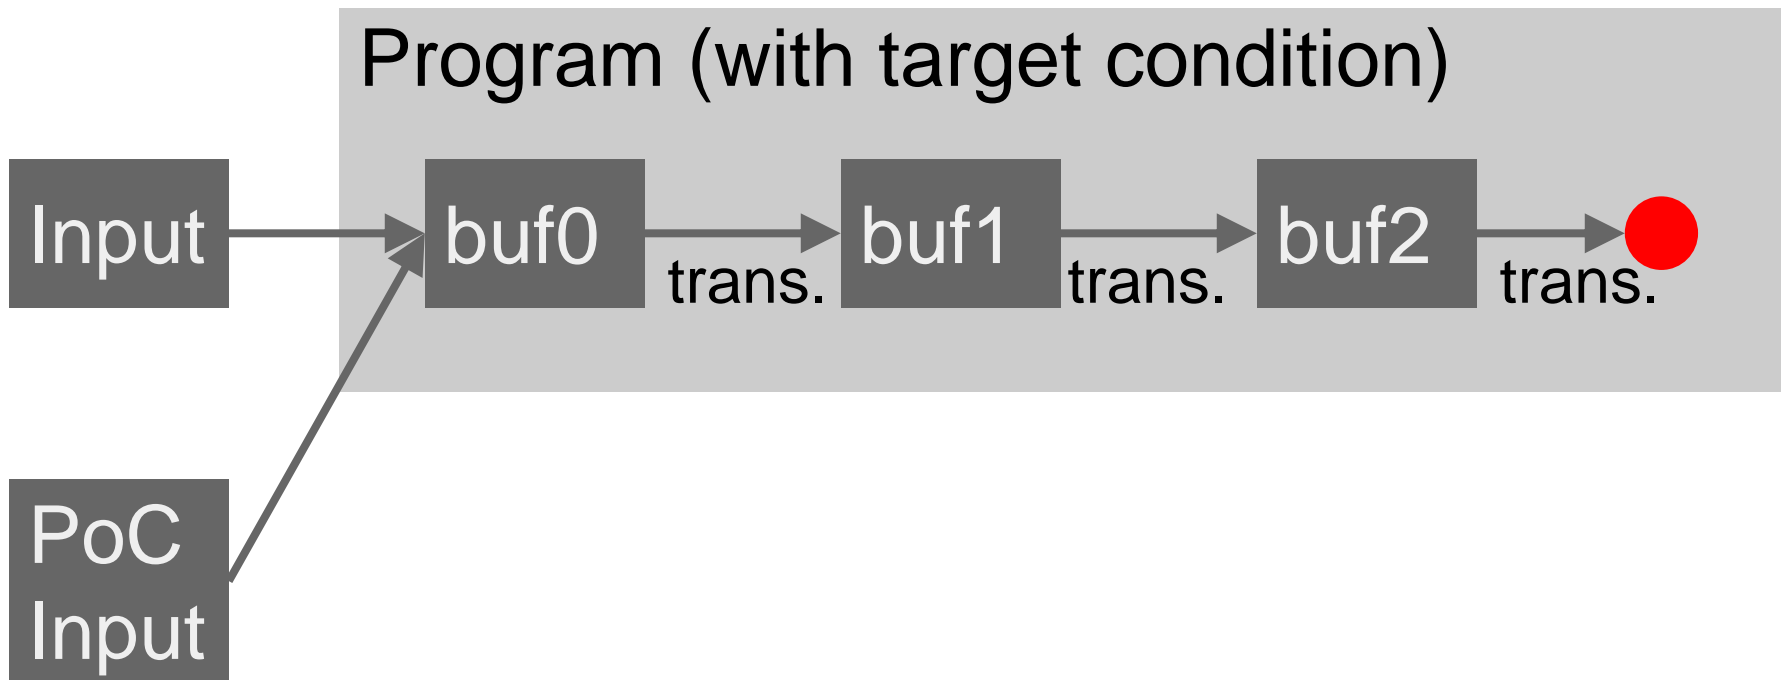 Program (with target condition)
Input
buf0
buf1
buf2
trans.
trans.
trans.
PoC
Input